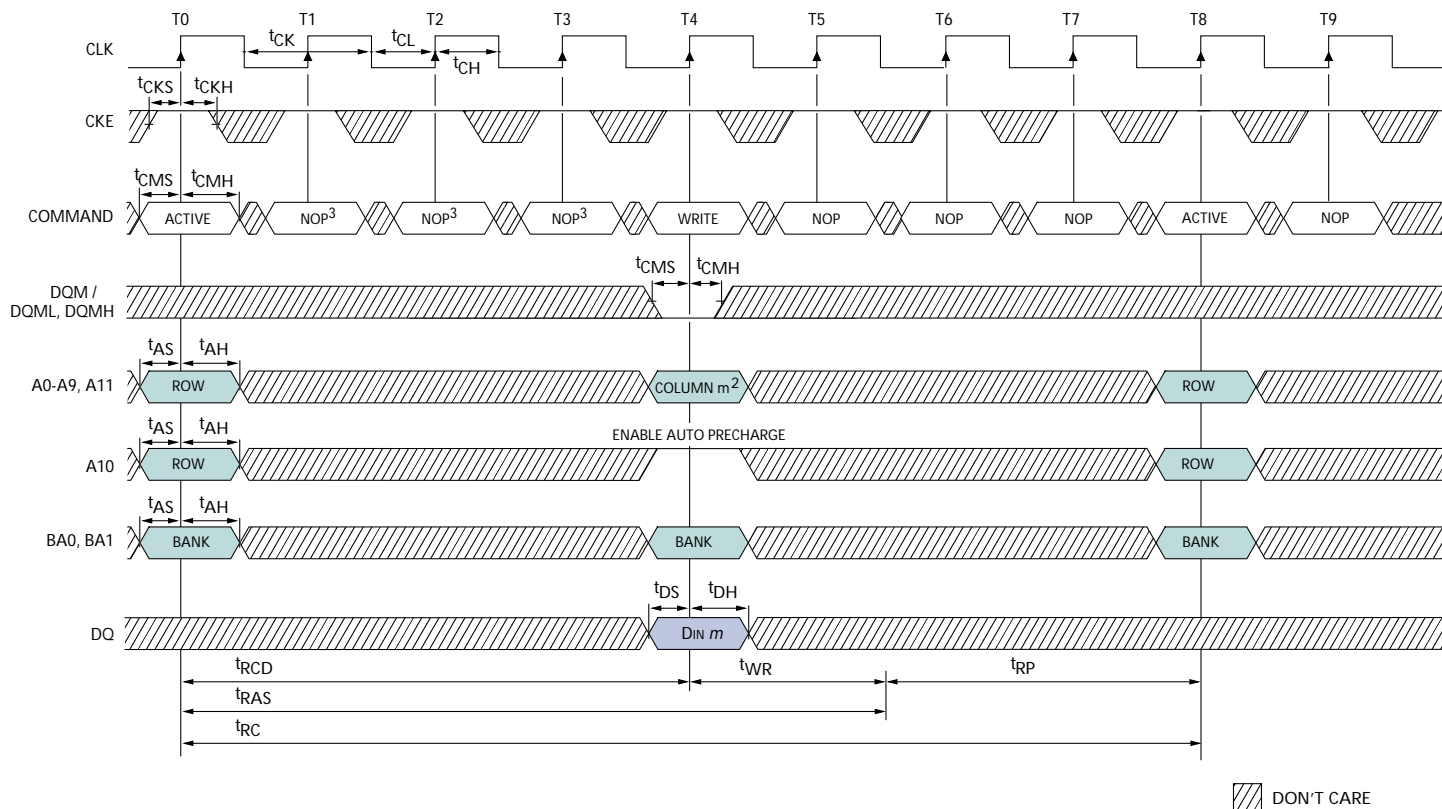 T0 T1 T2 T3 T4 T5 T6 T7 T8 T9
CLK tCK tCL tCH
tCKS tCKH
CKE
tCMS tCMH
COMMAND ACTIVE NOP3 NOP3 NOP3 WRITE NOP NOP NOP ACTIVE NOP
tCMS tCMH
DQM /
DQML, DQMH
tAS tAH
A0-A9, A11 ROW COLUMN m2 ROW
tAS tAH ENABLE AUTO PRECHARGE
A10 ROW ROW
tAS tAH
BA0, BA1 BANK BANK BANK
tDS tDH
DQ DIN m
tRCD tWR tRP
tRAS
tRC
DON'T CARE